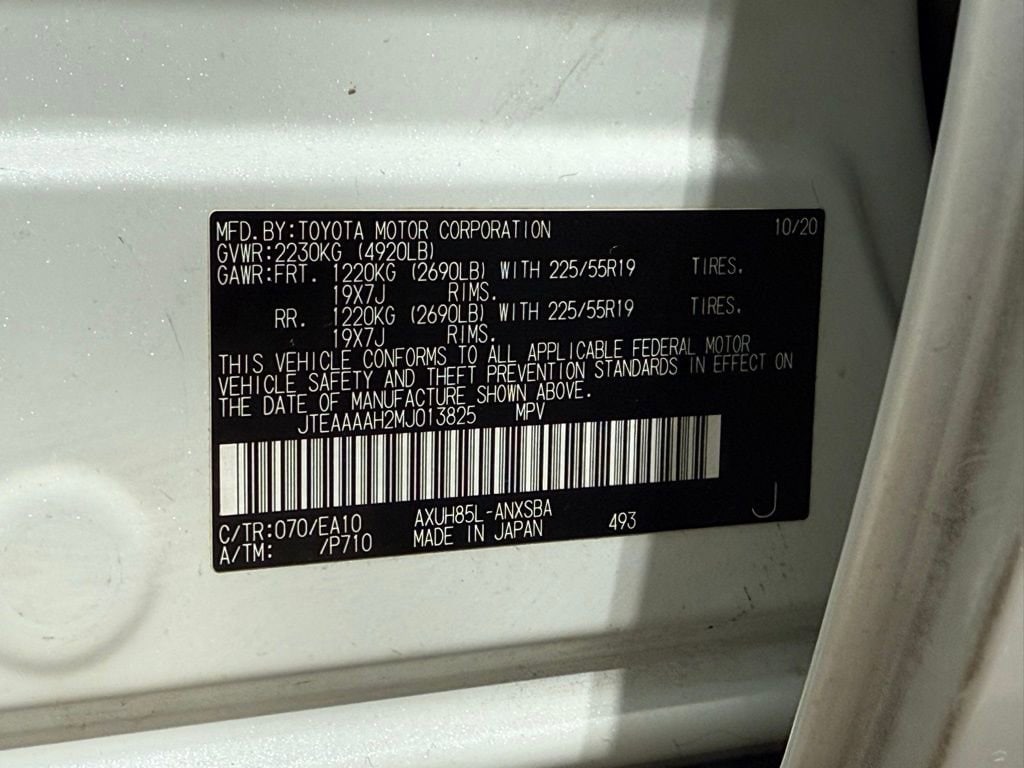 MFD.BY:TOYOTA MOTOR CORPORATION 10/20
GVWR:2230KG (4920LB)
GAWR:FRT. 1220KG (2690LB) WITH 225/55R19 TIRES.
19X7J RIMS.
RR. 1220KG (2690LB) WITH 225/55R19 TIRES.
19X7J RIMS.
THIS VEHICLE CONFORMS TO ALL APPLICABLE FEDERAL MOTOR
VEHICLE SAFETY AND THEFT PREVENTION STANDARDS IN EFFECT ON
THE DATE OF MANUFACTURE SHOWN ABOVE.
JTEAAAAH2MJ013825 MPV
C/TR:070/EA10 AXUH85L-ANXSBA 493 J
A/TM: /P710 MADE IN JAPAN